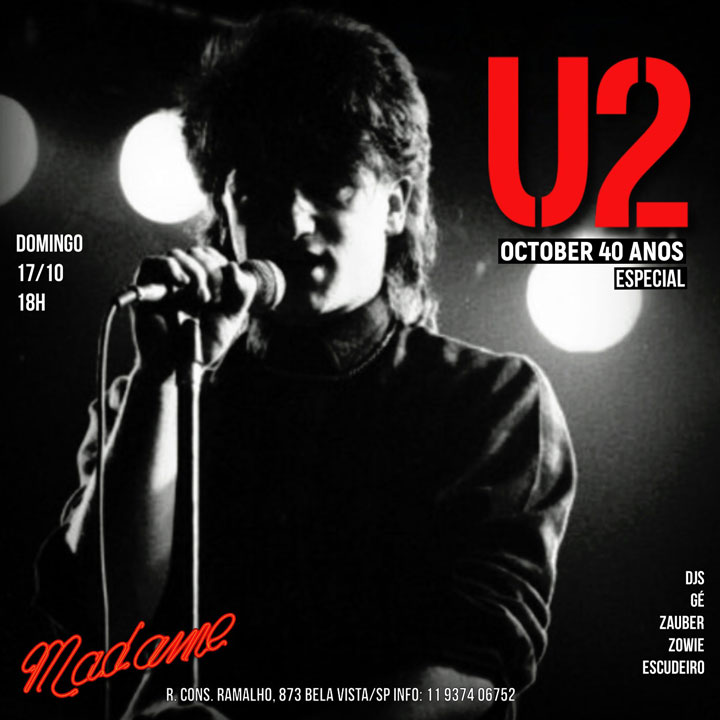 U2
OCTOBER 40 ANOS
ESPECIAL
DOMINGO
17/10
18H
DJS
GÉ
ZAUBER
ZOWIE
ESCUDEIRO
Madame
R. CONS. RAMALHO, 873 BELA VISTA/SP INFO: 11 9374 06752